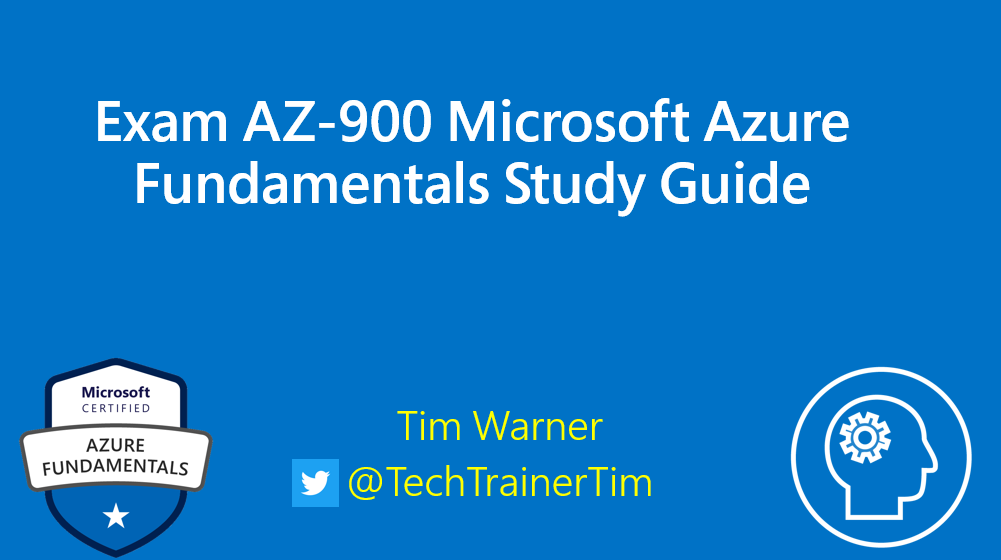 Exam AZ-900 Microsoft Azure
Fundamentals Study Guide
Microsoft
CERTIFIED
AZURE
FUNDAMENTALS
Tim Warner
@TechTrainerTim